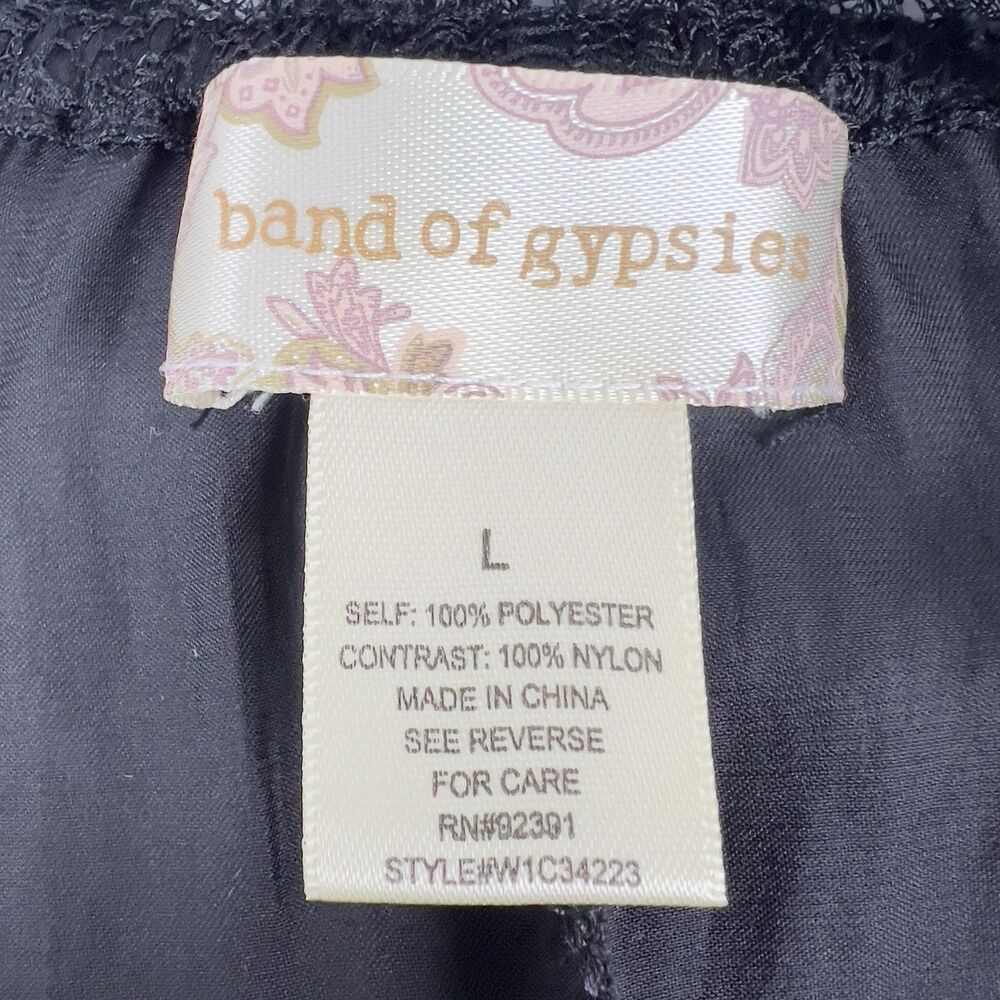 band of gypsies
L
SELF: 100% POLYESTER
CONTRAST: 100% NYLON
MADE IN CHINA
SEE REVERSE
FOR CARE
RN#92391
STYLE#W1C34223